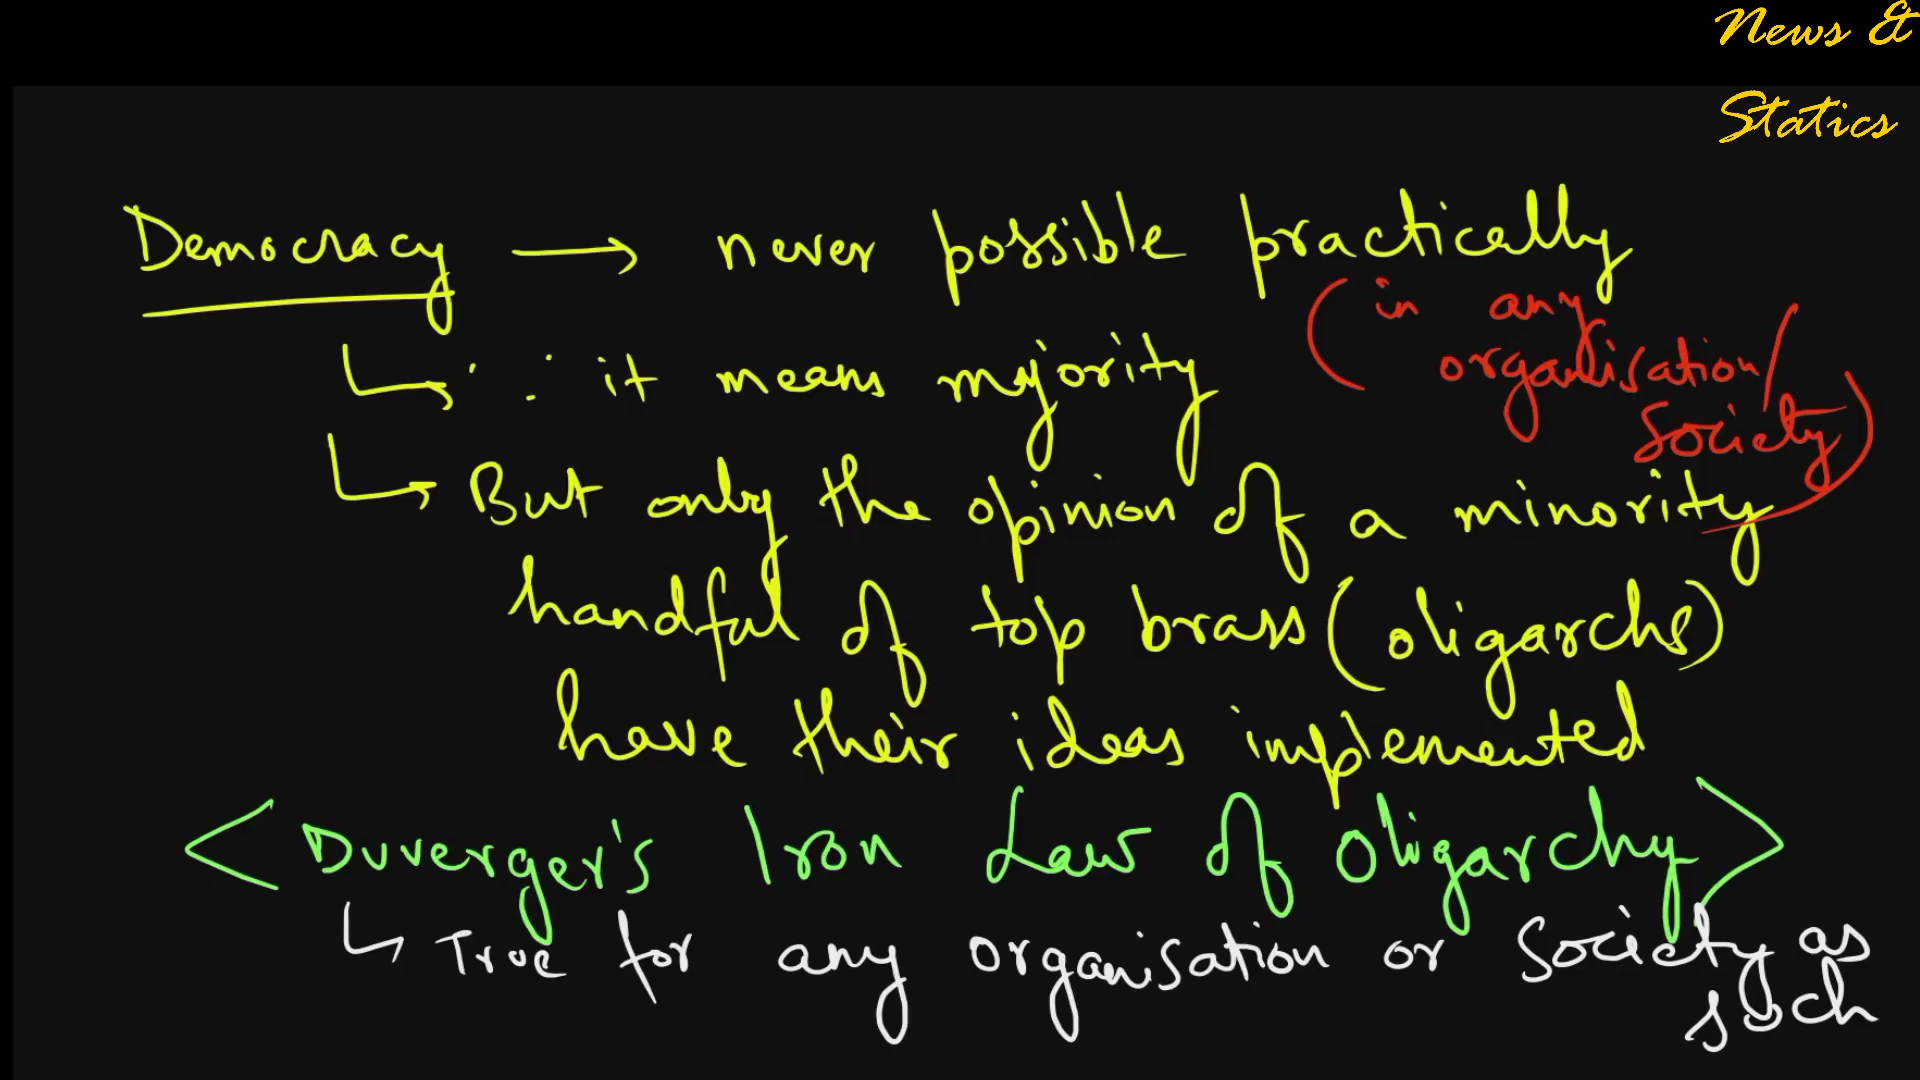 News &
Statics
Democracy → never possible practically
(in any
organisation/
society)
↳ ∵ it means majority
↳ But only the opinion of a minority
handful of top brass (oligarchs)
have their ideas implemented
<Duverger's Iron Law of Oligarchy>
↳ True for any organisation or society as
such